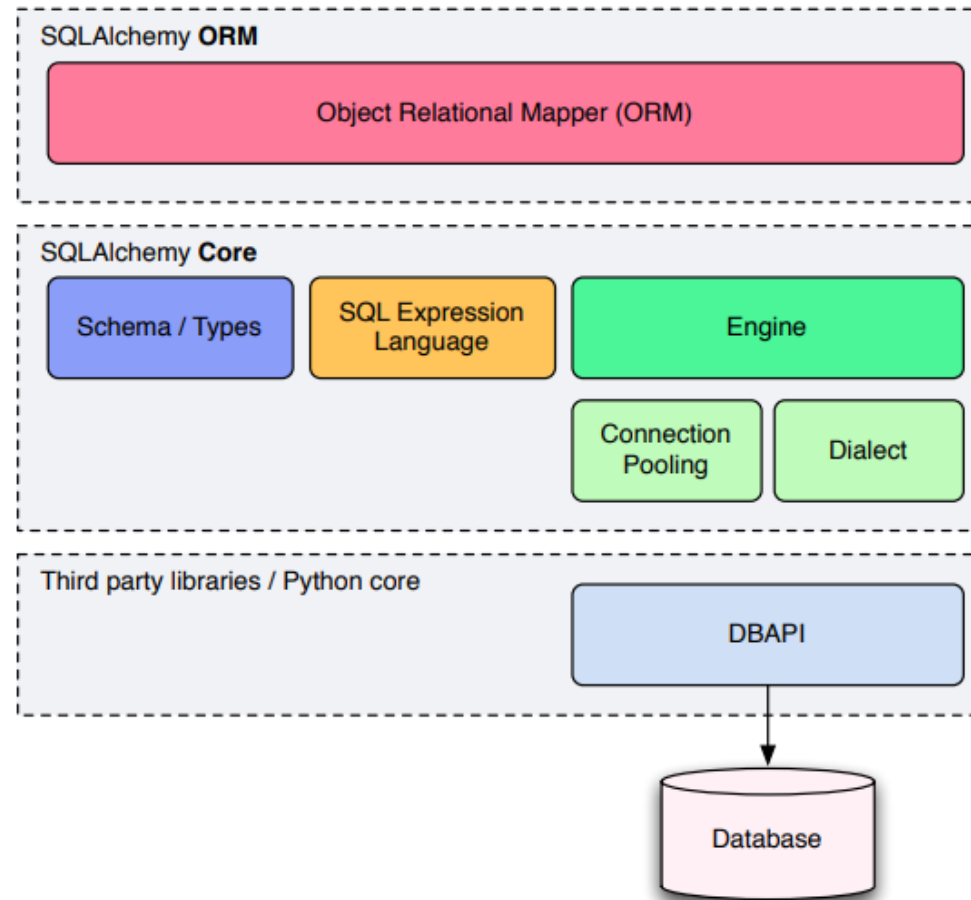 SQLAlchemy ORM
Object Relational Mapper (ORM)
SQLAlchemy Core
Schema / Types
SQL Expression
Language
Engine
Connection
Pooling
Dialect
Third party libraries / Python core
DBAPI
Database